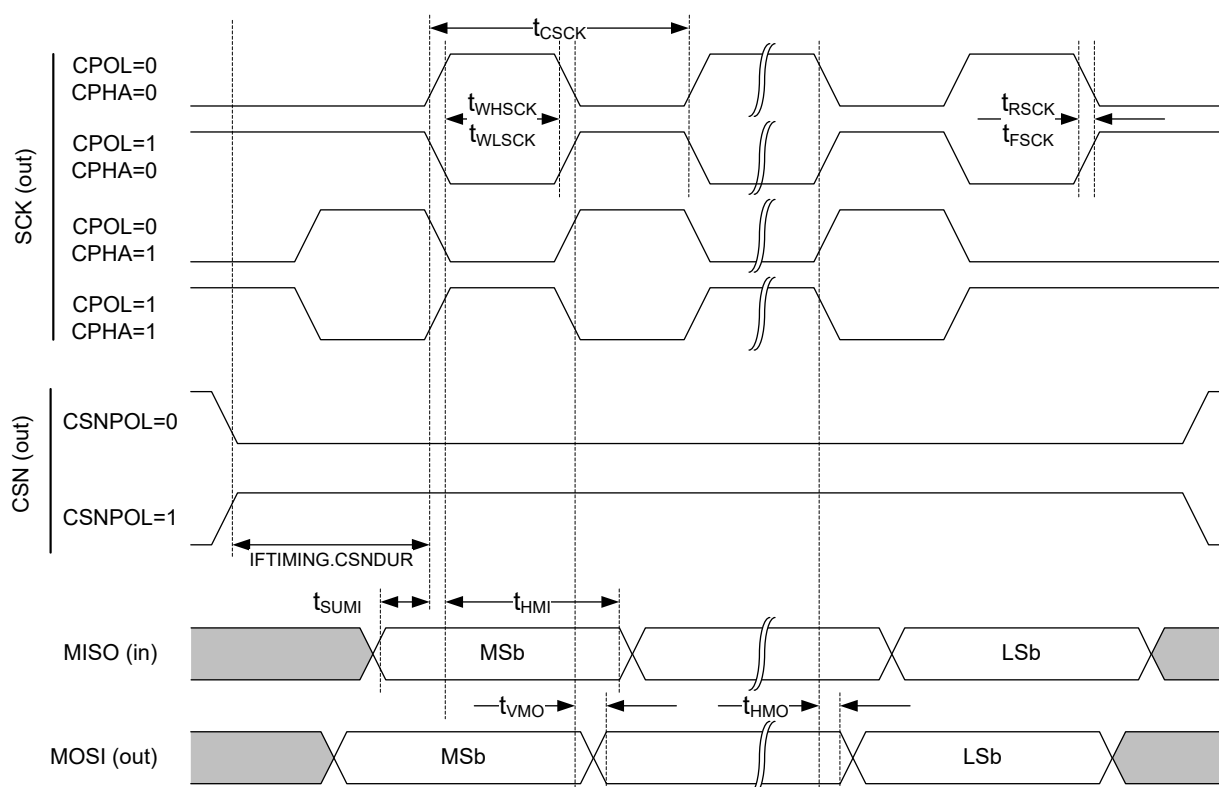 tCSCK
SCK (out)
CPOL=0
CPHA=0
tWHSCK
tWLSCK
tRSCK
tFSCK
CPOL=1
CPHA=0
CPOL=0
CPHA=1
CPOL=1
CPHA=1
CSN (out)
CSNPOL=0
CSNPOL=1
IFTIMING.CSNDUR
tSUMI
tHMI
MISO (in)
MSb
LSb
tVMO
tHMO
MOSI (out)
MSb
LSb